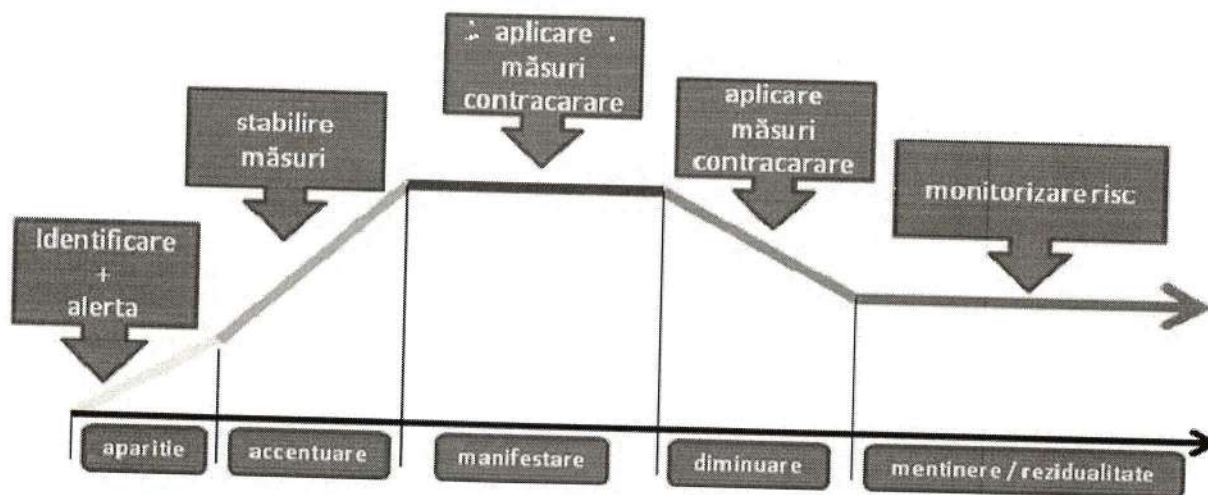 Identificare
+
alerta
stabilire
măsuri
aplicare
măsuri
contracarare
aplicare
măsuri
contracarare
monitorizare risc
aparitie
accentuare
manifestare
diminuare
mentinere / rezidualitate